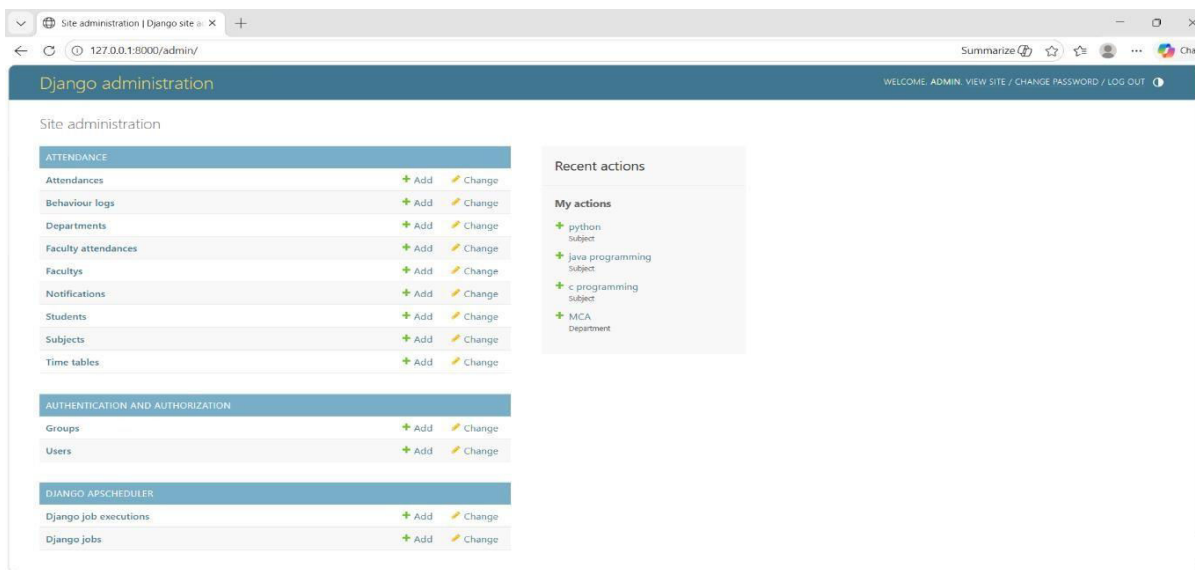 Site administration | Django site a
127.0.0.1:8000/admin/
Summarize
Cha
Django administration
WELCOME, ADMIN. VIEW SITE / CHANGE PASSWORD / LOG OUT
Site administration
ATTENDANCE
Attendances Add Change
Behaviour logs Add Change
Departments Add Change
Faculty attendances Add Change
Facultys Add Change
Notifications Add Change
Students Add Change
Subjects Add Change
Time tables Add Change
AUTHENTICATION AND AUTHORIZATION
Groups Add Change
Users Add Change
DJANGO APSCHEDULER
Django job executions Add Change
Django jobs Add Change
Recent actions
My actions
python
Subject
java programming
Subject
c programming
Subject
MCA
Department